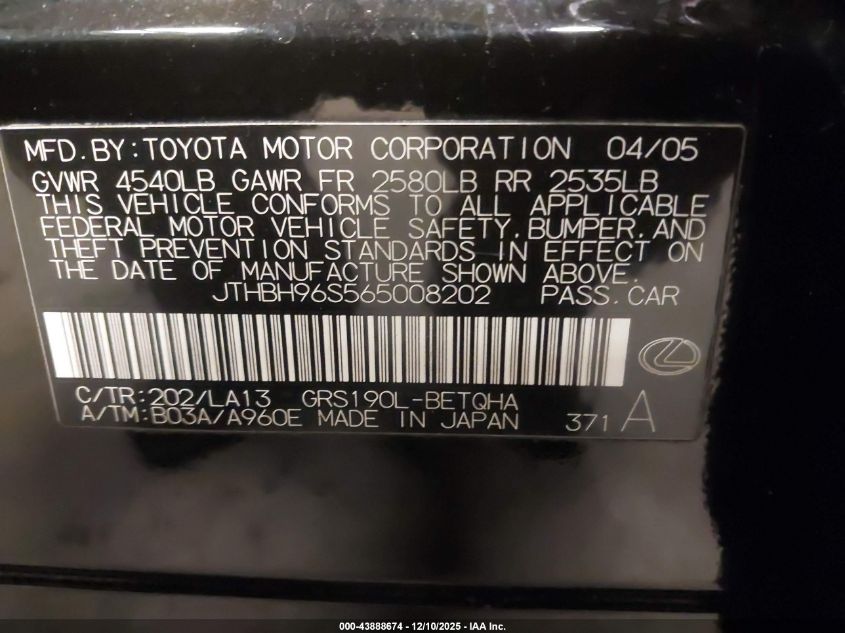 MFD.BY:TOYOTA MOTOR CORPORATION 04/05
GVWR 4540LB GAWR FR 2580LB RR 2535LB
THIS VEHICLE CONFORMS TO ALL APPLICABLE
FEDERAL MOTOR VEHICLE SAFETY,BUMPER,AND
THEFT PREVENTION STANDARDS IN EFFECT ON
THE DATE OF MANUFACTURE SHOWN ABOVE.
JTHBH96S565008202 PASS.CAR
C/TR:202/LA13 GRS190L-BETQHA
A/TM:B03A/A960E MADE IN JAPAN 371 A
000-43888674 - 12/10/2025 - IAA Inc.